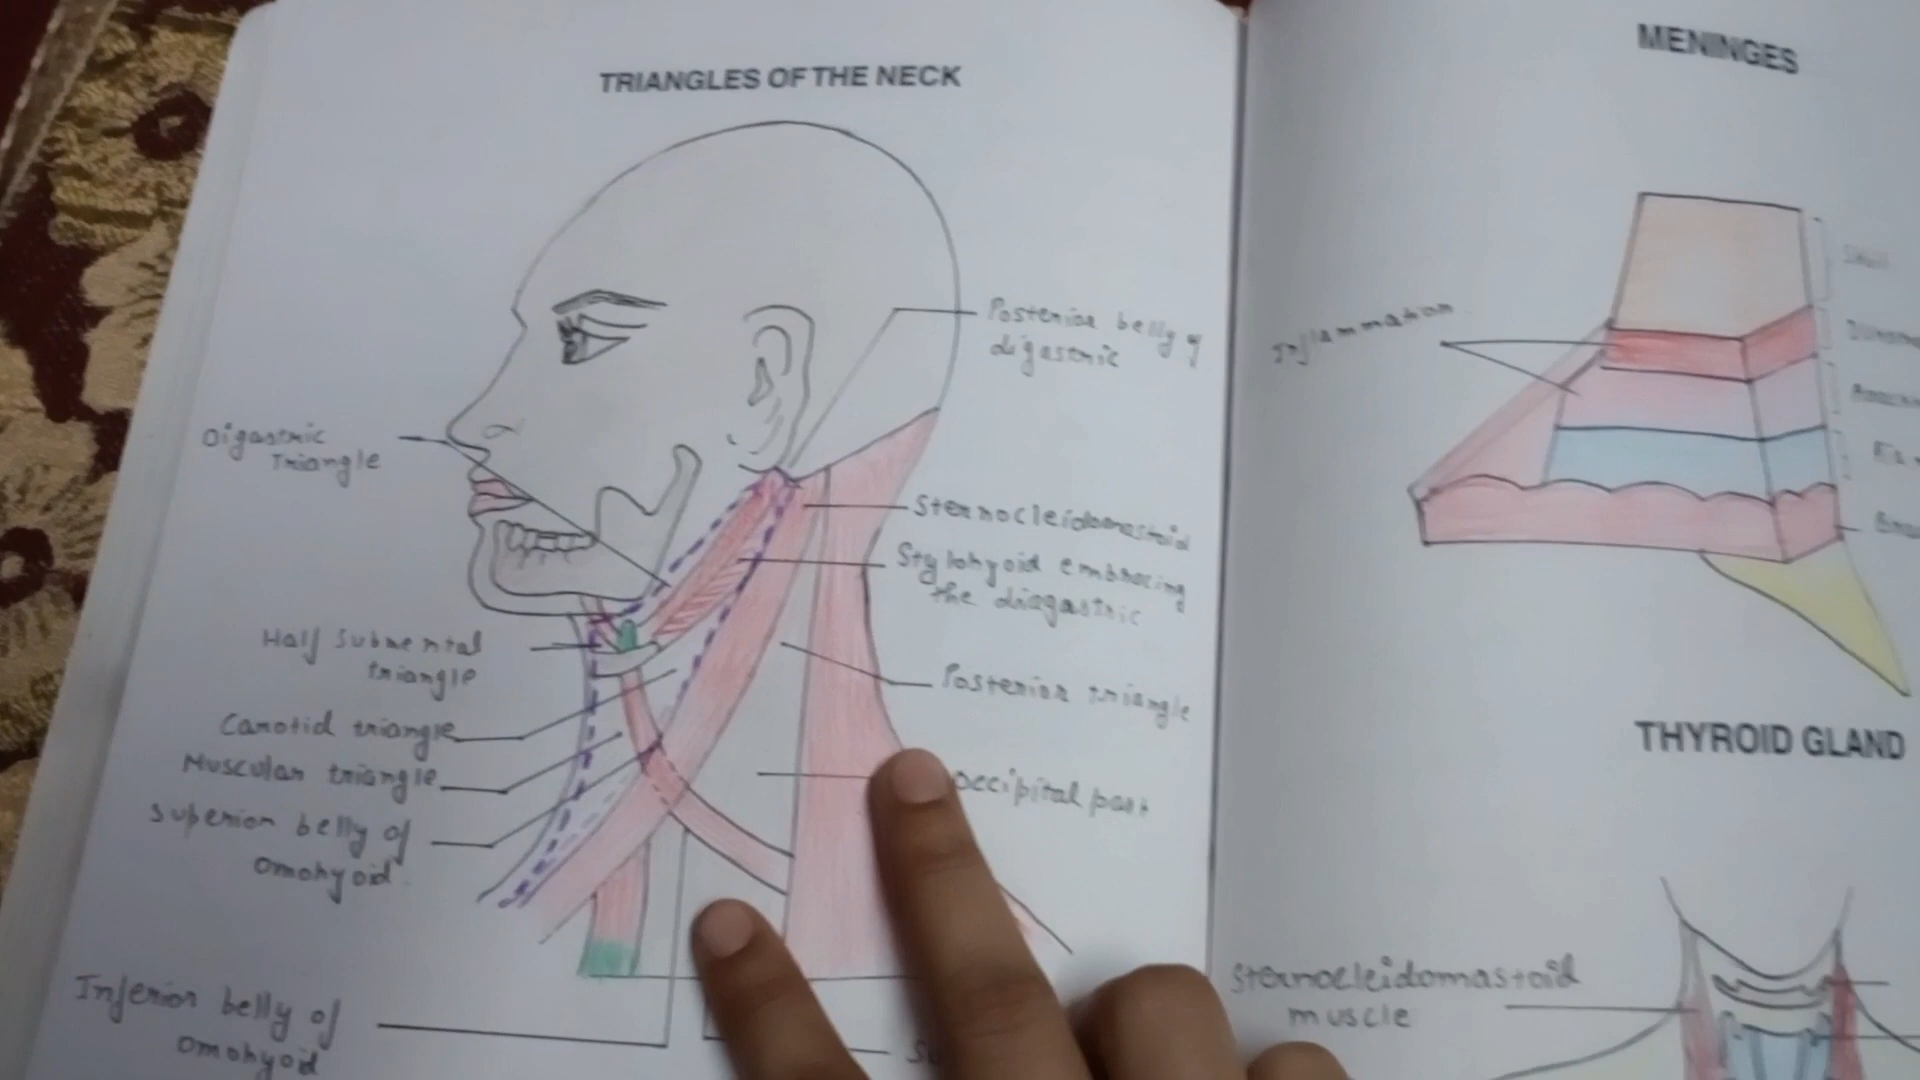 TRIANGLES OF THE NECK
Posterior belly of
digastric
Digastric
Triangle
Sternocleidomastoid
Stylohyoid embracing
the diagastric
Half Submental
triangle
Posterior triangle
Carotid triangle
Muscular triangle
occipital part
Superior belly of
omohyoid
Inferior belly of
omohyoid
MENINGES
Inflammation
Skull
THYROID GLAND
Sternocleidomastoid
muscle